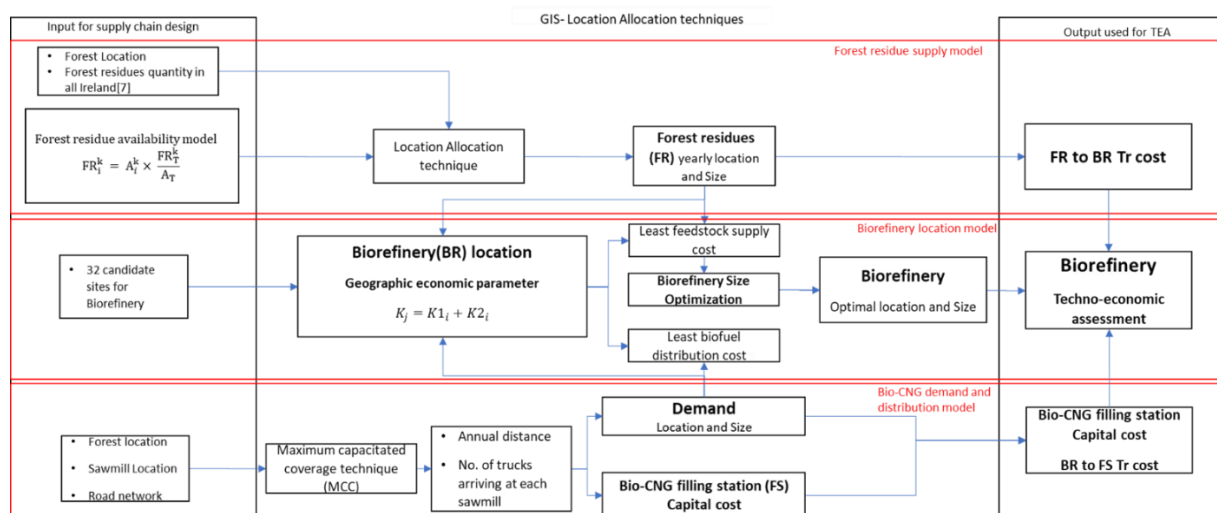 GIS- Location Allocation techniques
Input for supply chain design
Output used for TEA
Forest residue supply model
• Forest Location
• Forest residues quantity in
all Ireland[7]
Forest residue availability model
FR_i^k = A_i^k × FR_T^k / A_T
Location Allocation
technique
Forest residues
(FR) yearly location
and Size
FR to BR Tr cost
Biorefinery location model
• 32 candidate
sites for
Biorefinery
Biorefinery(BR) location
Geographic economic parameter
K_j = K1_i + K2_i
Least feedstock supply
cost
Biorefinery Size
Optimization
Least biofuel
distribution cost
Biorefinery
Optimal location and Size
Biorefinery
Techno-economic
assessment
Bio-CNG demand and
distribution model
• Forest location
• Sawmill Location
• Road network
Maximum capacitated
coverage technique
(MCC)
• Annual distance
• No. of trucks
arriving at each
sawmill
Demand
Location and Size
Bio-CNG filling station (FS)
Capital cost
Bio-CNG filling station
Capital cost
BR to FS Tr cost